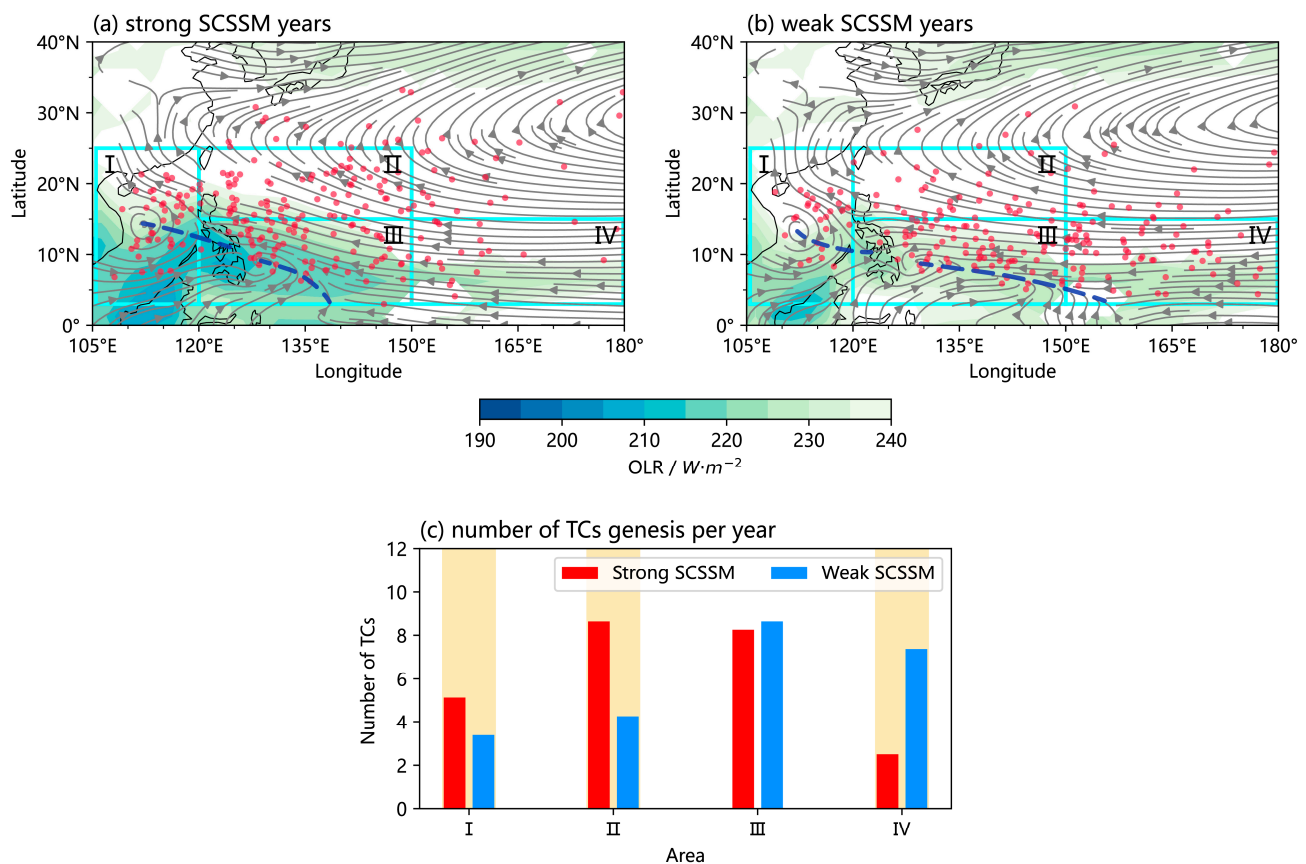 (a) strong SCSSM years
40°N
30°N
20°N
10°N
0°
Latitude
I
Ⅱ
Ⅲ
Ⅳ
105°E 120°E 135°E 150°E 165°E 180°
Longitude
(b) weak SCSSM years
40°N
30°N
20°N
10°N
0°
Latitude
I
Ⅱ
Ⅲ
Ⅳ
105°E 120°E 135°E 150°E 165°E 180°
Longitude
190 200 210 220 230 240
OLR / W·m⁻²
(c) number of TCs genesis per year
12
10
8
6
4
2
0
Number of TCs
Strong SCSSM Weak SCSSM
I Ⅱ Ⅲ Ⅳ
Area